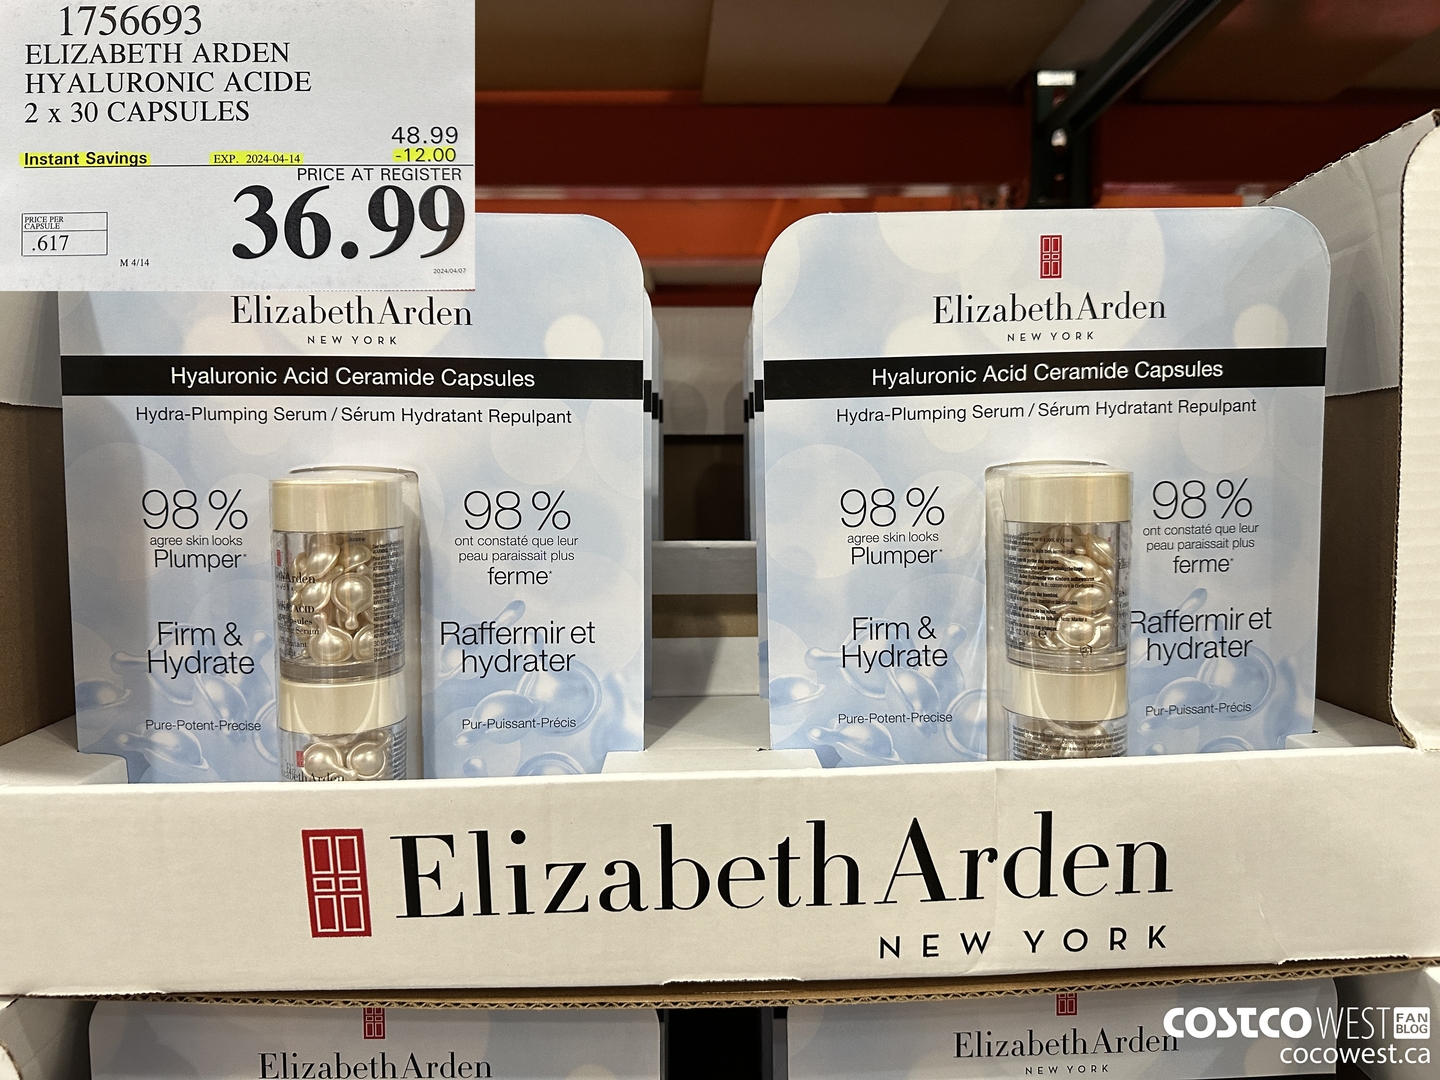 1756693
ELIZABETH ARDEN
HYALURONIC ACIDE
2 x 30 CAPSULES
48.99
Instant Savings EXP. 2024-04-14 -12.00
PRICE AT REGISTER
36.99
PRICE PER
CAPSULE
.617
M 4/14
2024/04/07
Elizabeth Arden
NEW YORK
Hyaluronic Acid Ceramide Capsules
Hydra-Plumping Serum / Sérum Hydratant Repulpant
98%
agree skin looks
Plumper*
98%
ont constaté que leur
peau paraissait plus
ferme*
Firm &
Hydrate
Raffermir et
hydrater
Pure-Potent-Precise
Pur-Puissant-Précis
Elizabeth Arden
NEW YORK
Hyaluronic Acid Ceramide Capsules
Hydra-Plumping Serum / Sérum Hydratant Repulpant
98%
agree skin looks
Plumper*
98%
ont constaté que leur
peau paraissait plus
ferme*
Firm &
Hydrate
Raffermir et
hydrater
Pure-Potent-Precise
Pur-Puissant-Précis
Elizabeth Arden
NEW YORK
Elizabeth Arden
Elizabeth Arden
NEW YORK
COSTCO WEST FAN
BLOG
cocowest.ca